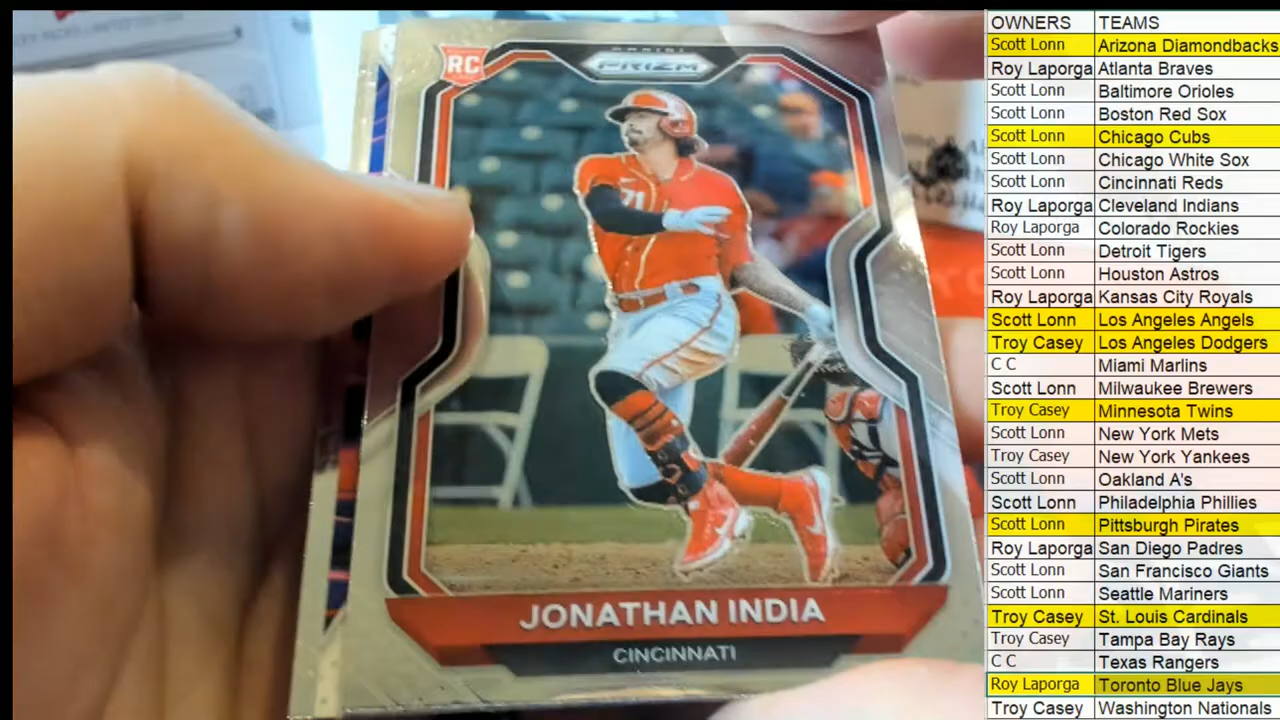 RC
PANINI
PRIZM
71
JONATHAN INDIA
CINCINNATI
OWNERS TEAMS
Scott Lonn Arizona Diamondbacks
Roy Laporga Atlanta Braves
Scott Lonn Baltimore Orioles
Scott Lonn Boston Red Sox
Scott Lonn Chicago Cubs
Scott Lonn Chicago White Sox
Scott Lonn Cincinnati Reds
Roy Laporga Cleveland Indians
Roy Laporga Colorado Rockies
Scott Lonn Detroit Tigers
Scott Lonn Houston Astros
Roy Laporga Kansas City Royals
Scott Lonn Los Angeles Angels
Troy Casey Los Angeles Dodgers
C C Miami Marlins
Scott Lonn Milwaukee Brewers
Troy Casey Minnesota Twins
Scott Lonn New York Mets
Troy Casey New York Yankees
Scott Lonn Oakland A's
Scott Lonn Philadelphia Phillies
Scott Lonn Pittsburgh Pirates
Roy Laporga San Diego Padres
Scott Lonn San Francisco Giants
Scott Lonn Seattle Mariners
Troy Casey St. Louis Cardinals
Troy Casey Tampa Bay Rays
C C Texas Rangers
Roy Laporga Toronto Blue Jays
Troy Casey Washington Nationals